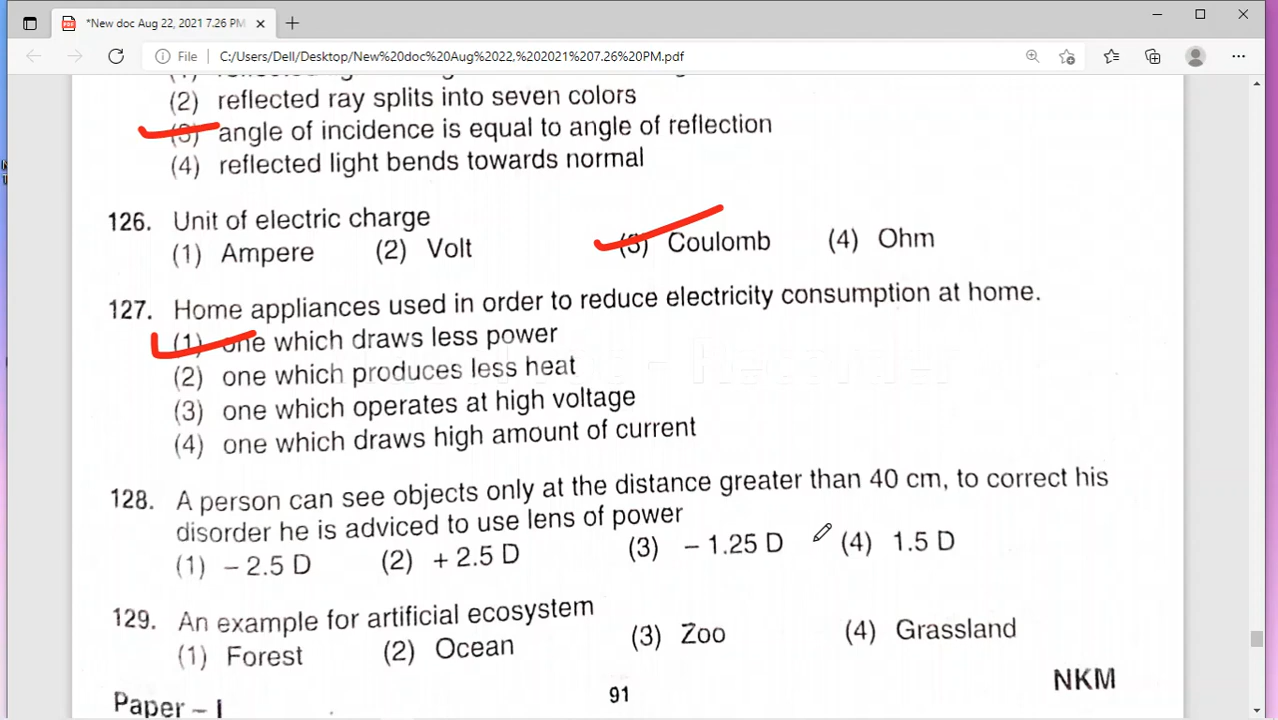 *New doc Aug 22, 2021 7.26 PM
File C:/Users/Dell/Desktop/New%20doc%20Aug%2022,%202021%207.26%20PM.pdf
(2) reflected ray splits into seven colors
(3) angle of incidence is equal to angle of reflection
(4) reflected light bends towards normal
126. Unit of electric charge
(1) Ampere (2) Volt (3) Coulomb (4) Ohm
127. Home appliances used in order to reduce electricity consumption at home.
(1) one which draws less power
(2) one which produces less heat
(3) one which operates at high voltage
(4) one which draws high amount of current
128. A person can see objects only at the distance greater than 40 cm, to correct his
disorder he is adviced to use lens of power
(1) – 2.5 D (2) + 2.5 D (3) – 1.25 D (4) 1.5 D
129. An example for artificial ecosystem
(1) Forest (2) Ocean (3) Zoo (4) Grassland
Paper – I 91 NKM